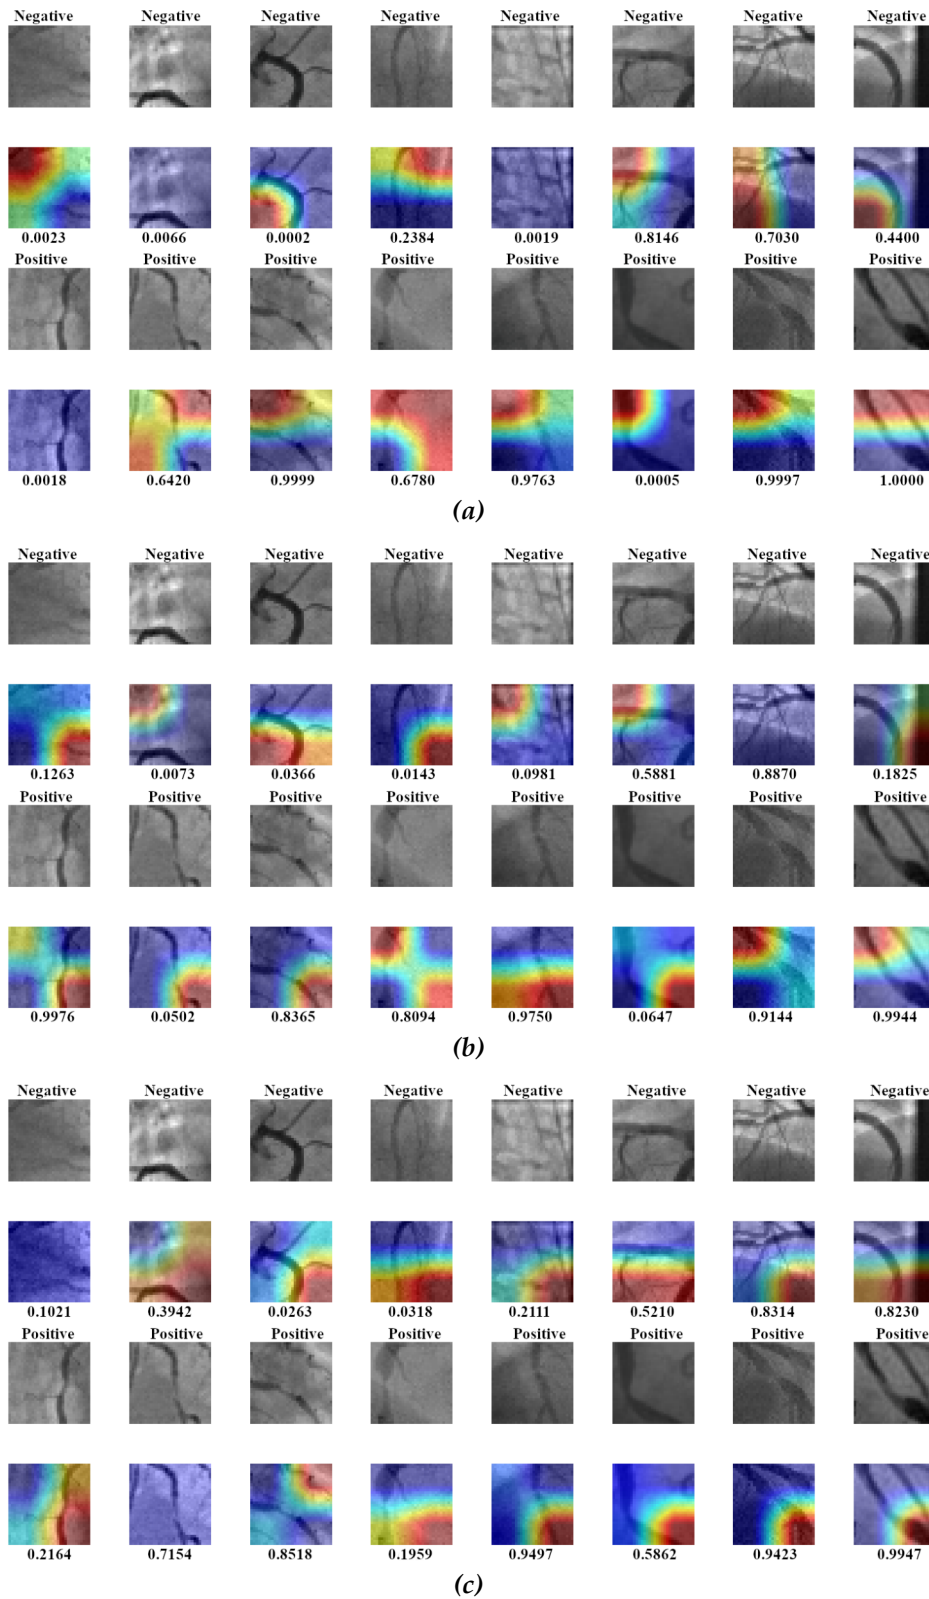 Negative Negative Negative Negative Negative Negative Negative Negative
0.0023 0.0066 0.0002 0.2384 0.0019 0.8146 0.7030 0.4400
Positive Positive Positive Positive Positive Positive Positive Positive
0.0018 0.6420 0.9999 0.6780 0.9763 0.0005 0.9997 1.0000
(a)
Negative Negative Negative Negative Negative Negative Negative Negative
0.1263 0.0073 0.0366 0.0143 0.0981 0.5881 0.8870 0.1825
Positive Positive Positive Positive Positive Positive Positive Positive
0.9976 0.0502 0.8365 0.8094 0.9750 0.0647 0.9144 0.9944
(b)
Negative Negative Negative Negative Negative Negative Negative Negative
0.1021 0.3942 0.0263 0.0318 0.2111 0.5210 0.8314 0.8230
Positive Positive Positive Positive Positive Positive Positive Positive
0.2164 0.7154 0.8518 0.1959 0.9497 0.5862 0.9423 0.9947
(c)